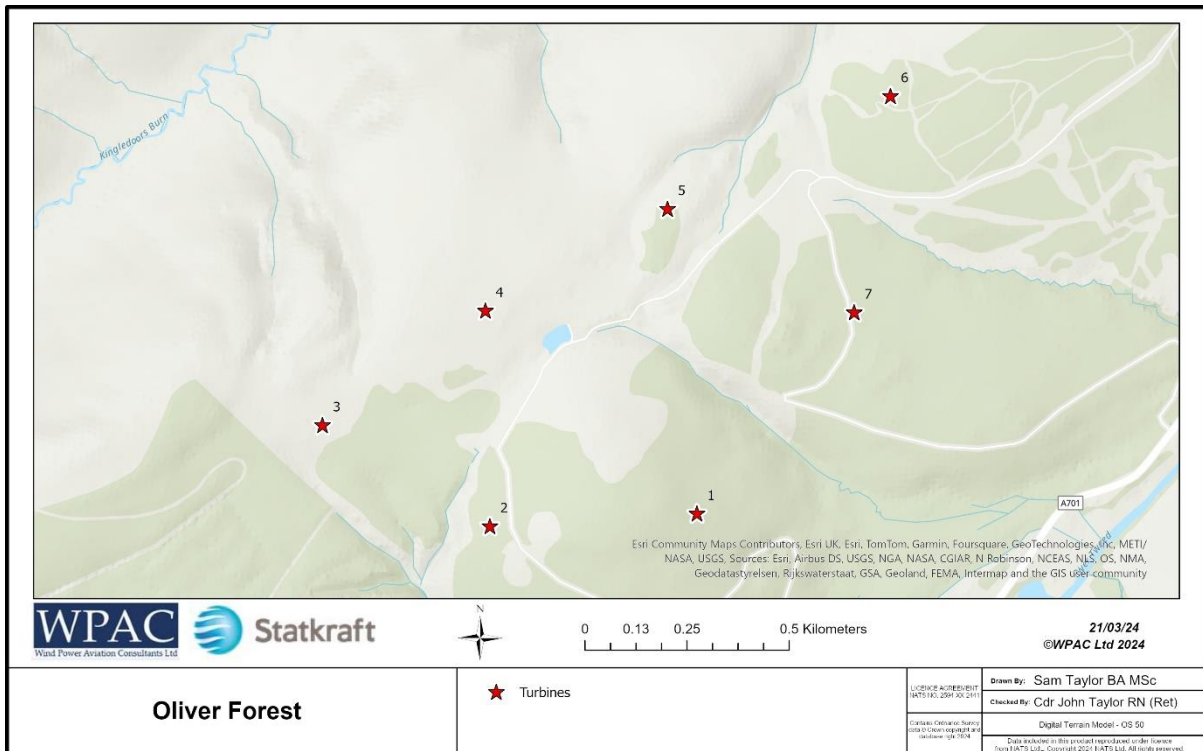 Kingledoors Burn
6
5
4
7
3
2
1
A701
Esri Community Maps Contributors, Esri UK, Esri, TomTom, Garmin, Foursquare, GeoTechnologies, Inc, METI/
NASA, USGS, Sources: Esri, Airbus DS, USGS, NGA, NASA, CGIAR, N Robinson, NCEAS, NLS, OS, NMA,
Geodatastyrelsen, Rijkswaterstaat, GSA, Geoland, FEMA, Intermap and the GIS user community
WPAC
Wind Power Aviation Consultants Ltd
Statkraft
N
0 0.13 0.25 0.5 Kilometers
21/03/24
©WPAC Ltd 2024
Oliver Forest
Turbines
LICENCE AGREEMENT
NATS NO. 2594 XX 2441
Contains Ordnance Survey
data © Crown copyright and
database right 2024
Drawn By: Sam Taylor BA MSc
Checked By: Cdr John Taylor RN (Ret)
Digital Terrain Model - OS 50
Data included in this product reproduced under licence
from NATS Ltd. Copyright 2024 NATS Ltd. All rights reserved